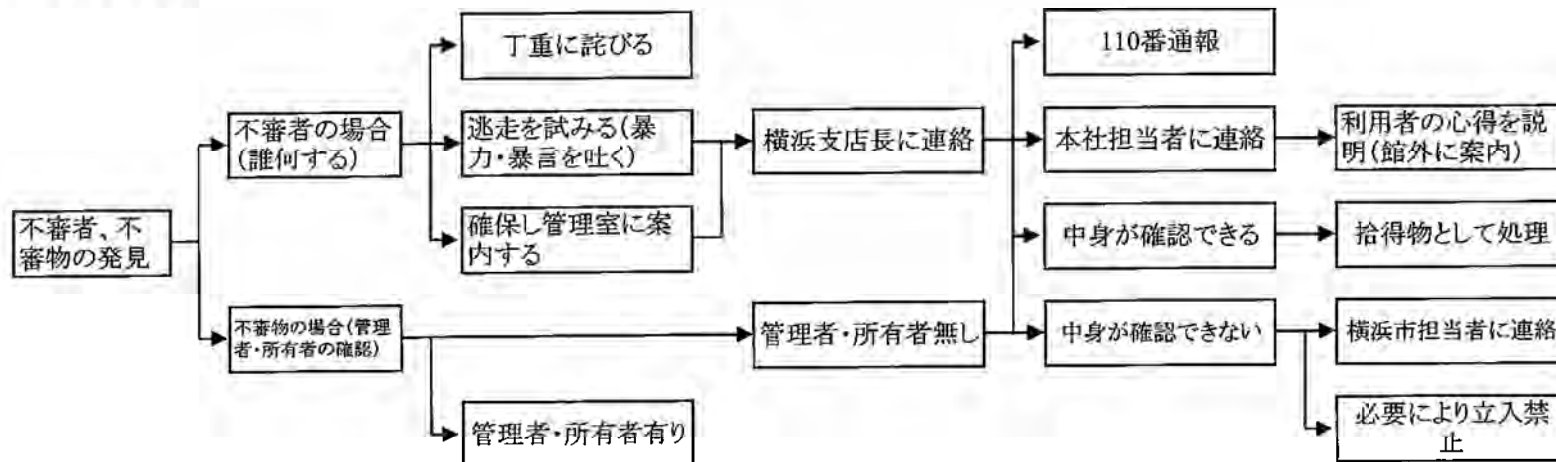 不審者、不
審物の発見
不審者の場合
(誰何する)
不審物の場合(管理
者・所有者の確認)
丁重に詫びる
逃走を試みる(暴
力・暴言を吐く)
確保し管理室に案
内する
管理者・所有者有り
横浜支店長に連絡
管理者・所有者無し
110番通報
本社担当者に連絡
中身が確認できる
中身が確認できない
利用者の心得を説
明(館外に案内)
拾得物として処理
横浜市担当者に連絡
必要により立入禁
止